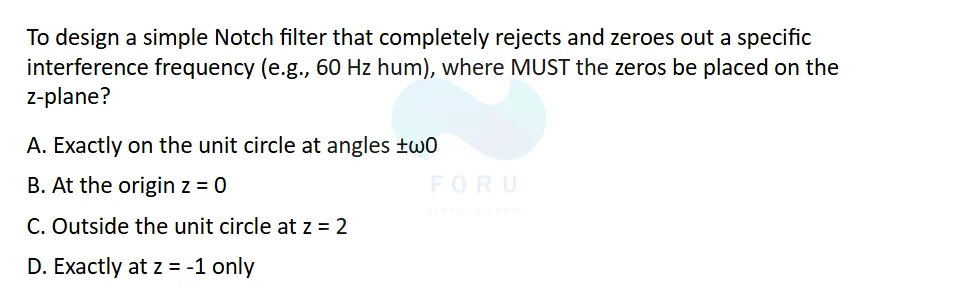 To design a simple Notch filter that completely rejects and zeroes out a specific
interference frequency (e.g., 60 Hz hum), where MUST the zeros be placed on the
z-plane?
A. Exactly on the unit circle at angles ±ω0
B. At the origin z = 0
FORU
C. Outside the unit circle at z = 2
D. Exactly at z = -1 only